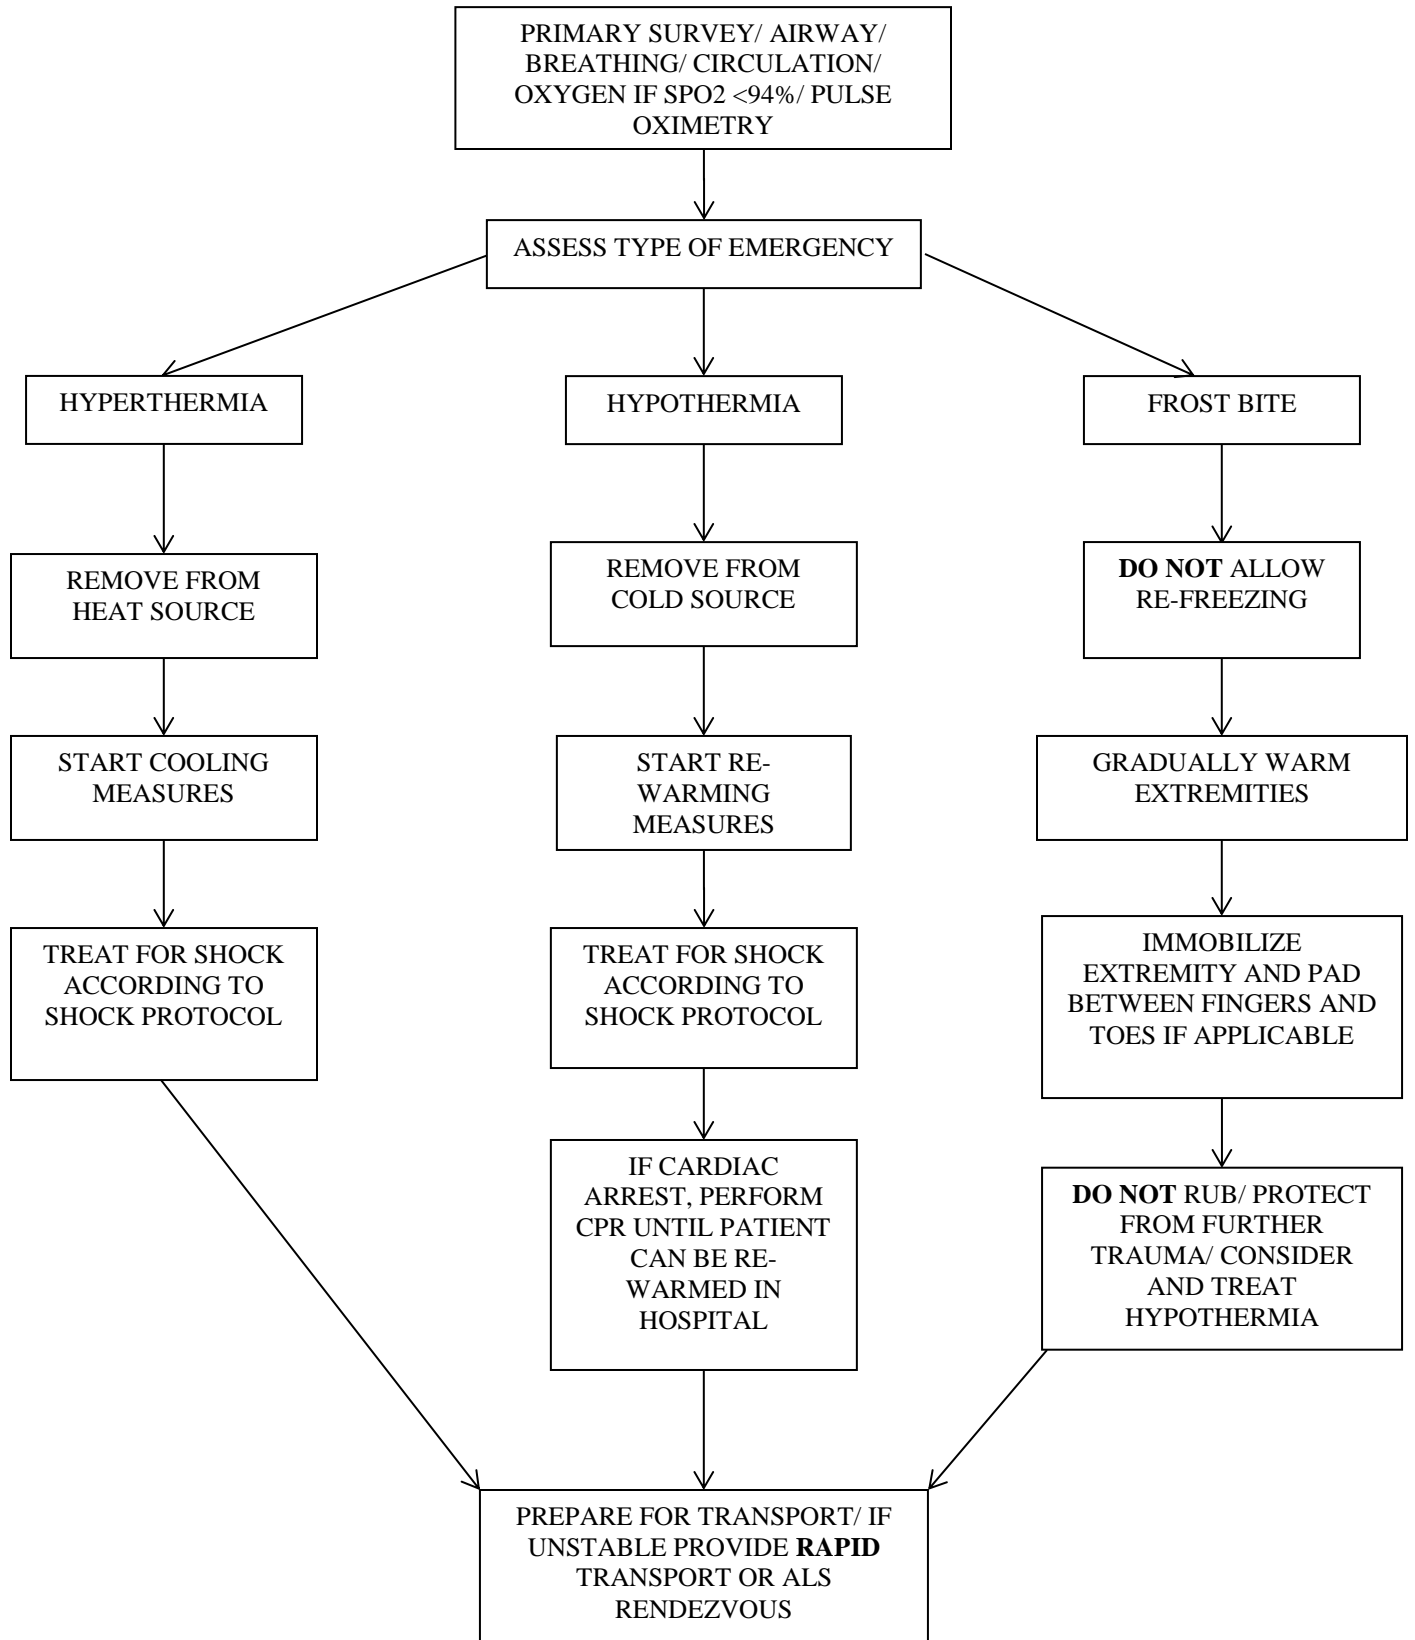 PRIMARY SURVEY/ AIRWAY/
BREATHING/ CIRCULATION/
OXYGEN IF SPO2 <94%/ PULSE
OXIMETRY
ASSESS TYPE OF EMERGENCY
HYPERTHERMIA
HYPOTHERMIA
FROST BITE
REMOVE FROM
HEAT SOURCE
REMOVE FROM
COLD SOURCE
DO NOT ALLOW
RE-FREEZING
START COOLING
MEASURES
START RE-
WARMING
MEASURES
GRADUALLY WARM
EXTREMITIES
TREAT FOR SHOCK
ACCORDING TO
SHOCK PROTOCOL
TREAT FOR SHOCK
ACCORDING TO
SHOCK PROTOCOL
IMMOBILIZE
EXTREMITY AND PAD
BETWEEN FINGERS AND
TOES IF APPLICABLE
IF CARDIAC
ARREST, PERFORM
CPR UNTIL PATIENT
CAN BE RE-
WARMED IN
HOSPITAL
DO NOT RUB/ PROTECT
FROM FURTHER
TRAUMA/ CONSIDER
AND TREAT
HYPOTHERMIA
PREPARE FOR TRANSPORT/ IF
UNSTABLE PROVIDE RAPID
TRANSPORT OR ALS
RENDEZVOUS